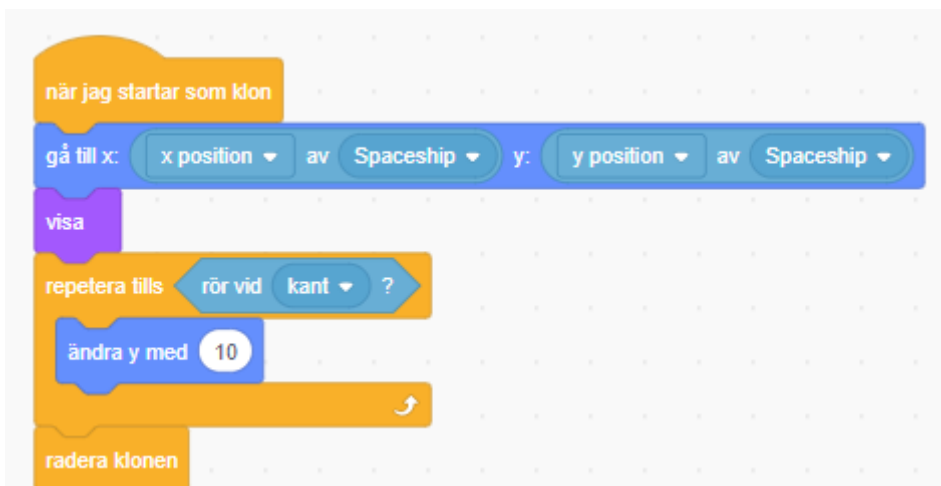 när jag startar som klon
gå till x: x position av Spaceship y: y position av Spaceship
visa
repetera tills rör vid kant ?
ändra y med 10
radera klonen